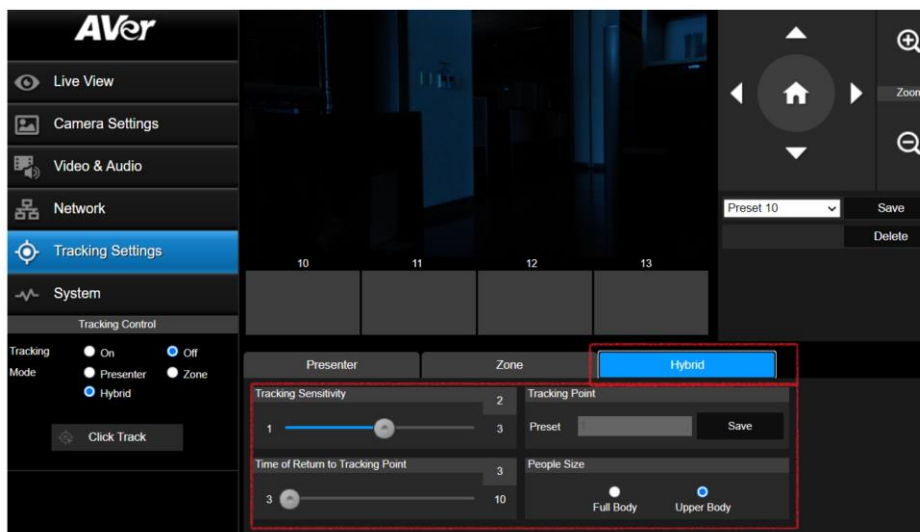 AVer
Live View
Camera Settings
Video & Audio
Network
Tracking Settings
System
Tracking Control
Tracking On Off
Mode Presenter Zone
Hybrid
Click Track
10 11 12 13
Presenter Zone Hybrid
Tracking Sensitivity 2
1 3
Time of Return to Tracking Point 3
3 10
Tracking Point
Preset 1 Save
People Size
Full Body Upper Body
Zoom
Preset 10 Save
Delete